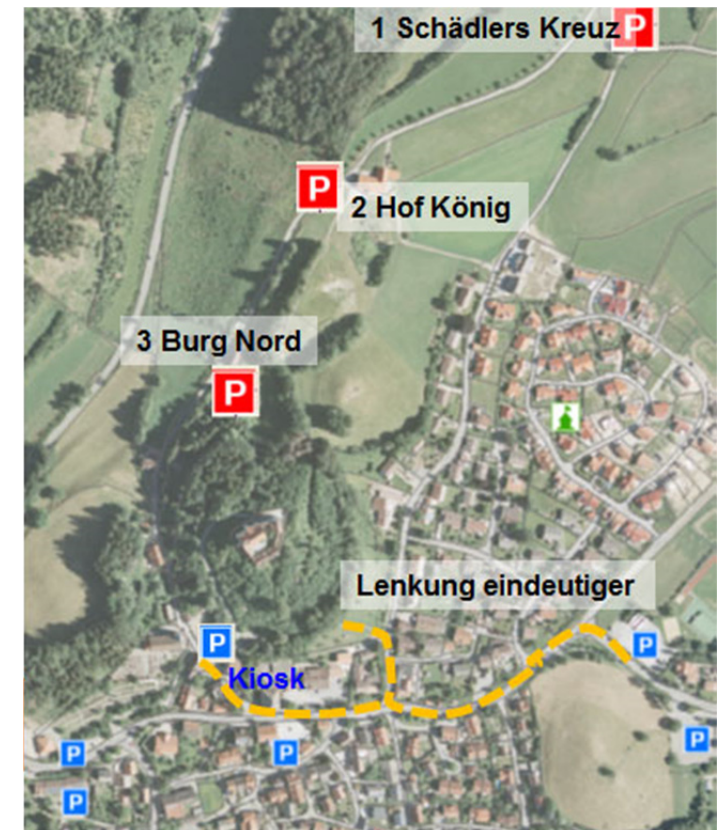 1 Schädlers Kreuz P
P
2 Hof König
3 Burg Nord
P
Lenkung eindeutiger
P
P
Kiosk
P
P
P
P